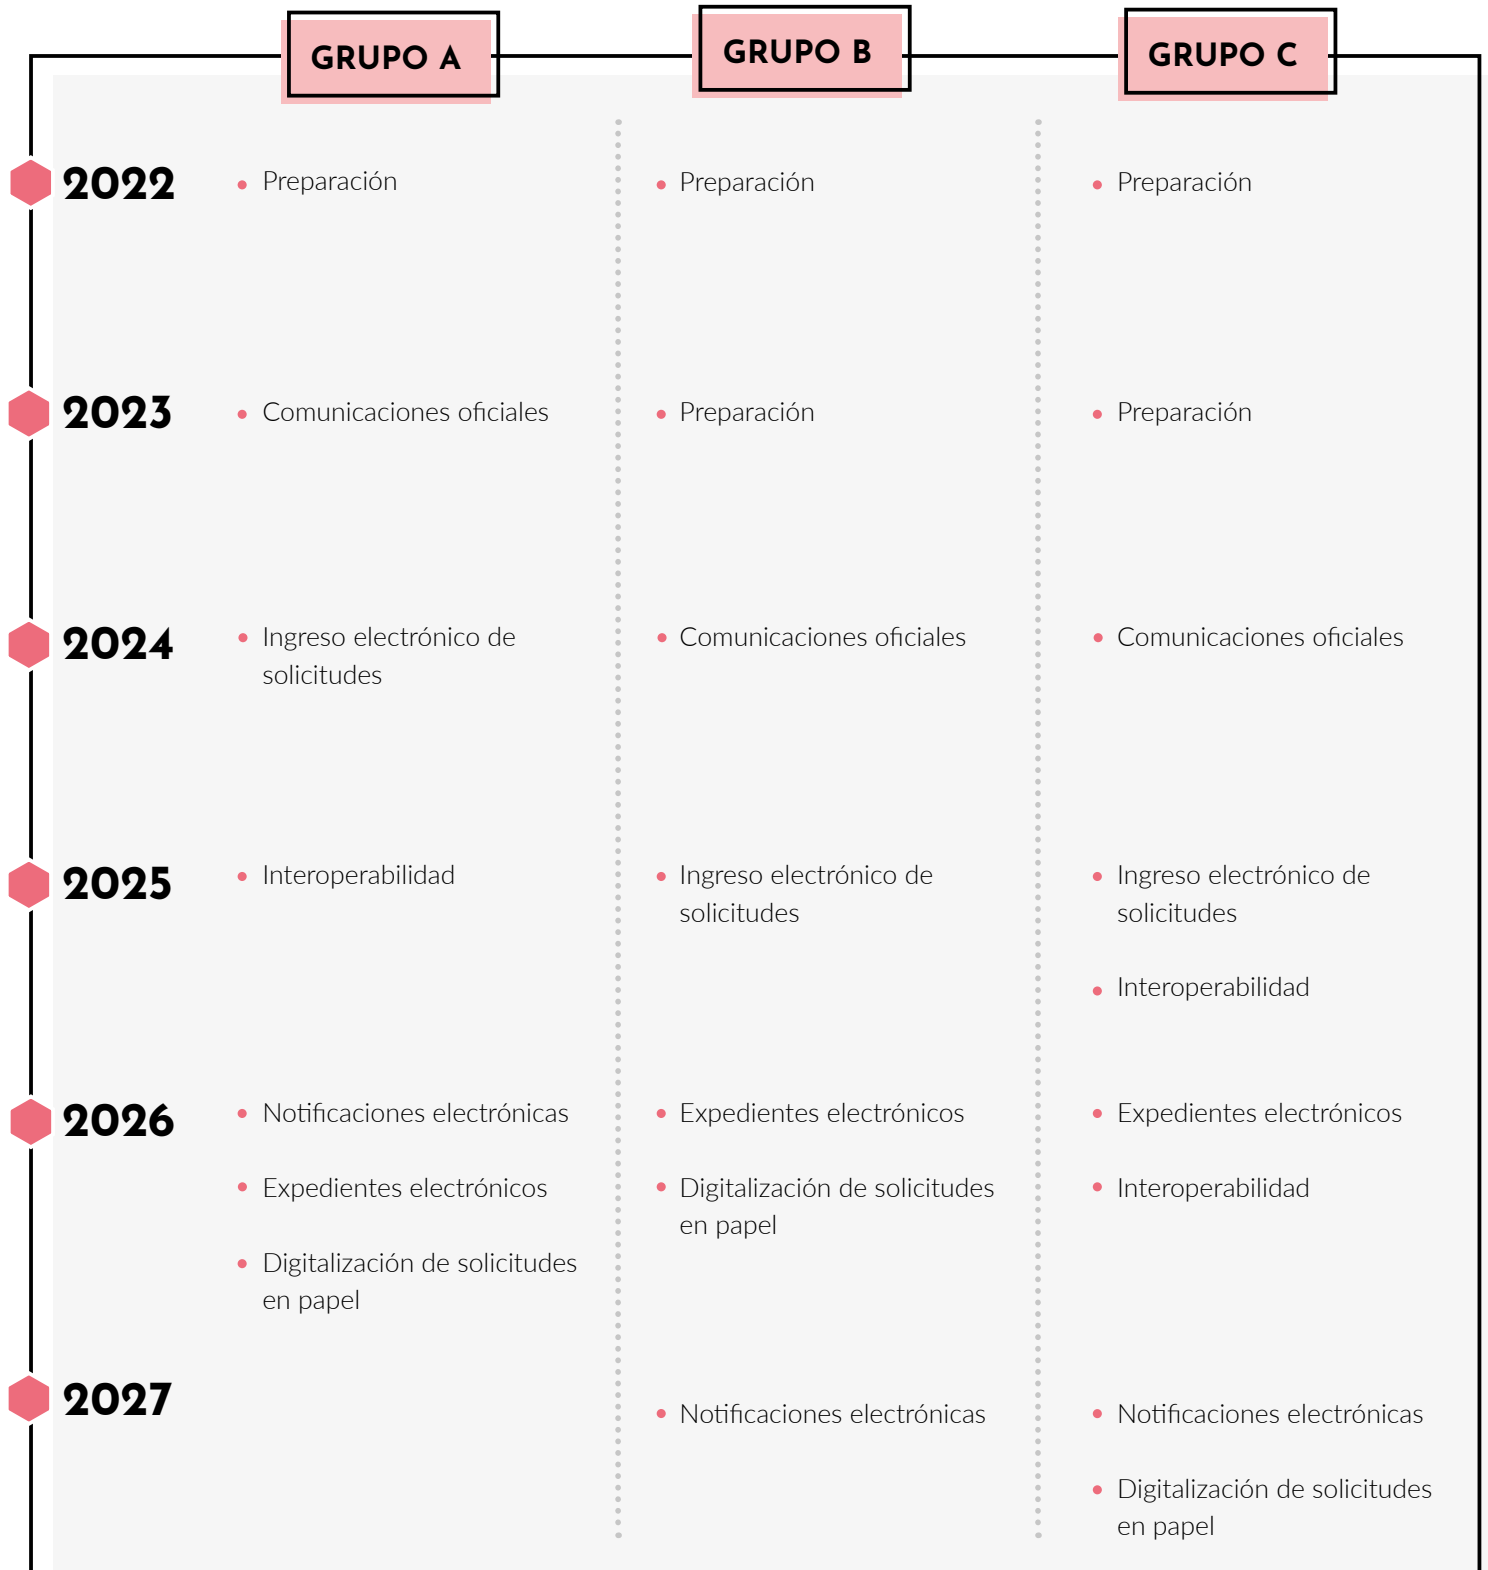 GRUPO A
GRUPO B
GRUPO C
2022
Preparación
Preparación
Preparación
2023
Comunicaciones oficiales
Preparación
Preparación
2024
Ingreso electrónico de
solicitudes
Comunicaciones oficiales
Comunicaciones oficiales
2025
Interoperabilidad
Ingreso electrónico de
solicitudes
Ingreso electrónico de
solicitudes
Interoperabilidad
2026
Notificaciones electrónicas
Expedientes electrónicos
Digitalización de solicitudes
en papel
Expedientes electrónicos
Digitalización de solicitudes
en papel
Expedientes electrónicos
Interoperabilidad
2027
Notificaciones electrónicas
Notificaciones electrónicas
Digitalización de solicitudes
en papel